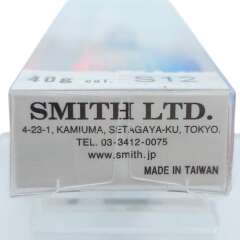 40g S12
SMITH LTD.
4-23-1, KAMIUMA, SETAGAYA-KU, TOKYO.
TEL. 03-3412-0075
www.smith.jp
MADE IN TAIWAN